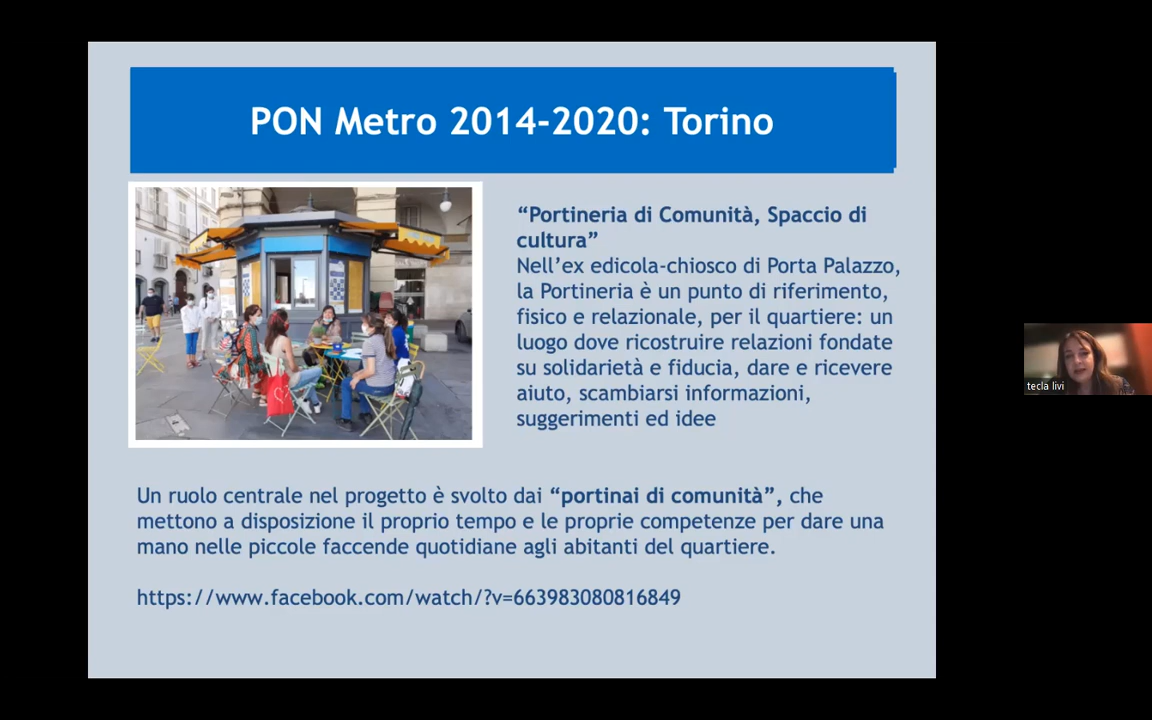 PON Metro 2014-2020: Torino
“Portineria di Comunità, Spaccio di
cultura”
Nell’ex edicola-chiosco di Porta Palazzo,
la Portineria è un punto di riferimento,
fisico e relazionale, per il quartiere: un
luogo dove ricostruire relazioni fondate
su solidarietà e fiducia, dare e ricevere
aiuto, scambiarsi informazioni,
suggerimenti ed idee
Un ruolo centrale nel progetto è svolto dai “portinai di comunità”, che
mettono a disposizione il proprio tempo e le proprie competenze per dare una
mano nelle piccole faccende quotidiane agli abitanti del quartiere.
https://www.facebook.com/watch/?v=663983080816849
tecla livi